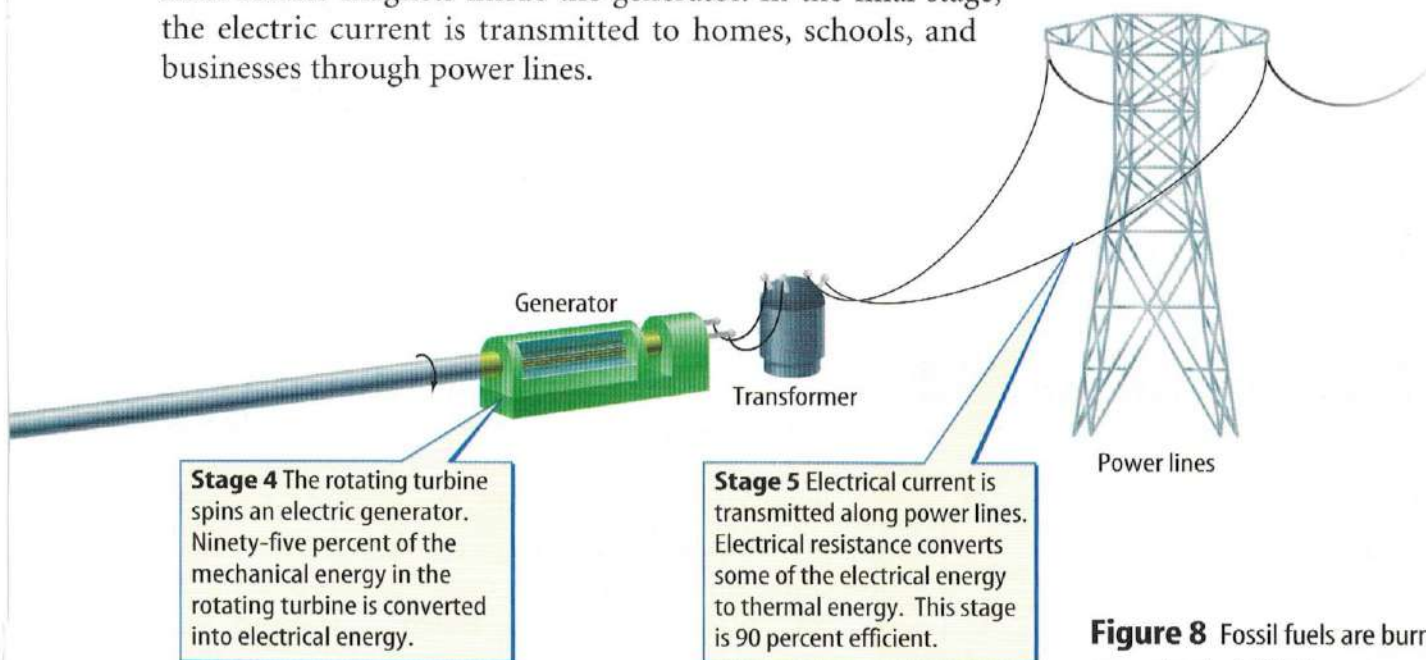 the electric current is transmitted to homes, schools, and
businesses through power lines.
Generator
Transformer
Power lines
Stage 4 The rotating turbine
spins an electric generator.
Ninety-five percent of the
mechanical energy in the
rotating turbine is converted
into electrical energy.
Stage 5 Electrical current is
transmitted along power lines.
Electrical resistance converts
some of the electrical energy
to thermal energy. This stage
is 90 percent efficient.
Figure 8 Fossil fuels are burn